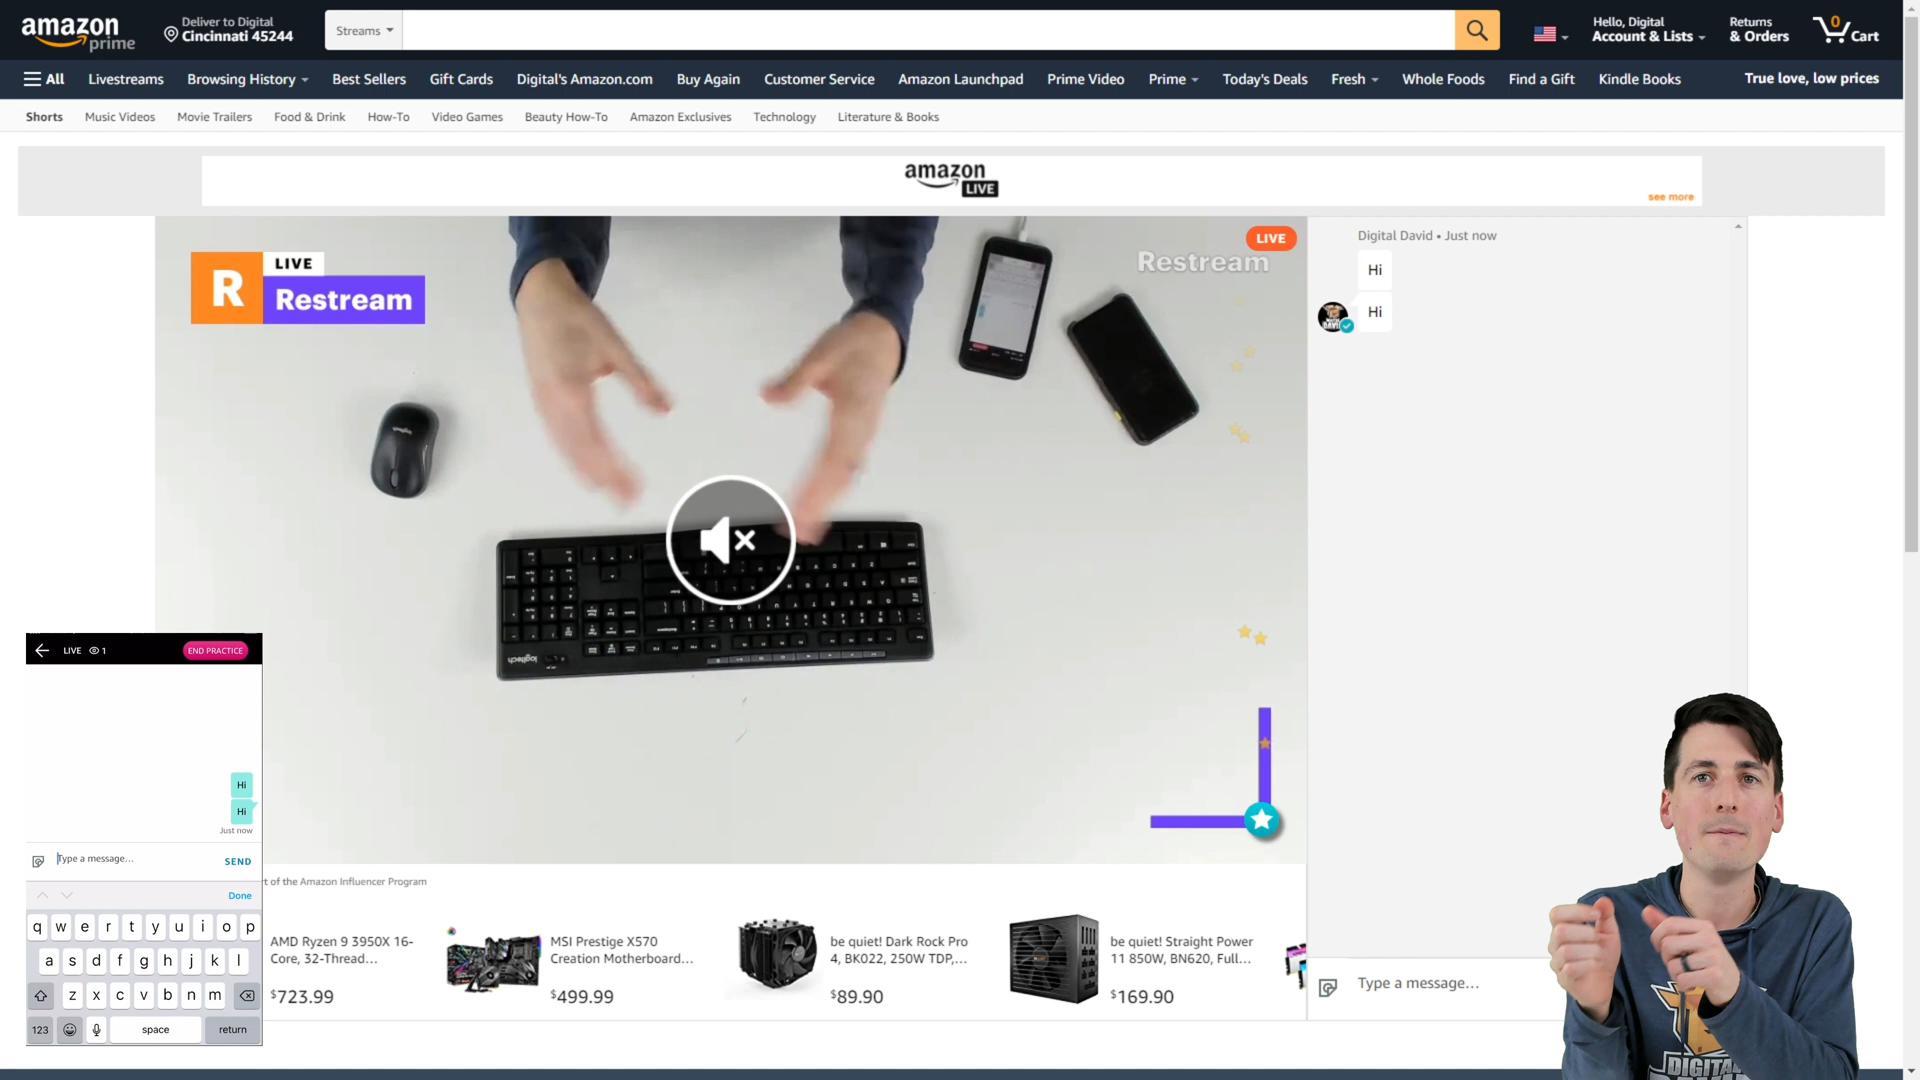 amazon prime
Deliver to Digital
Cincinnati 45244
Streams
Hello, Digital
Account & Lists
Returns
& Orders
0
Cart
All
Livestreams
Browsing History
Best Sellers
Gift Cards
Digital's Amazon.com
Buy Again
Customer Service
Amazon Launchpad
Prime Video
Prime
Today's Deals
Fresh
Whole Foods
Find a Gift
Kindle Books
True love, low prices
Shorts
Music Videos
Movie Trailers
Food & Drink
How-To
Video Games
Beauty How-To
Amazon Exclusives
Technology
Literature & Books
amazon
LIVE
see more
R
LIVE
Restream
LIVE
Restream
logitech
Digital David • Just now
Hi
Hi
LIVE
1
END PRACTICE
Hi
Hi
Just now
Type a message...
SEND
Done
q w e r t y u i o p
a s d f g h j k l
z x c v b n m
123
space
return
t of the Amazon Influencer Program
AMD Ryzen 9 3950X 16-
Core, 32-Thread...
$723.99
MSI Prestige X570
Creation Motherboard...
$499.99
be quiet! Dark Rock Pro
4, BK022, 250W TDP,...
$89.90
be quiet! Straight Power
11 850W, BN620, Full...
$169.90
Type a message...
DIGITAL